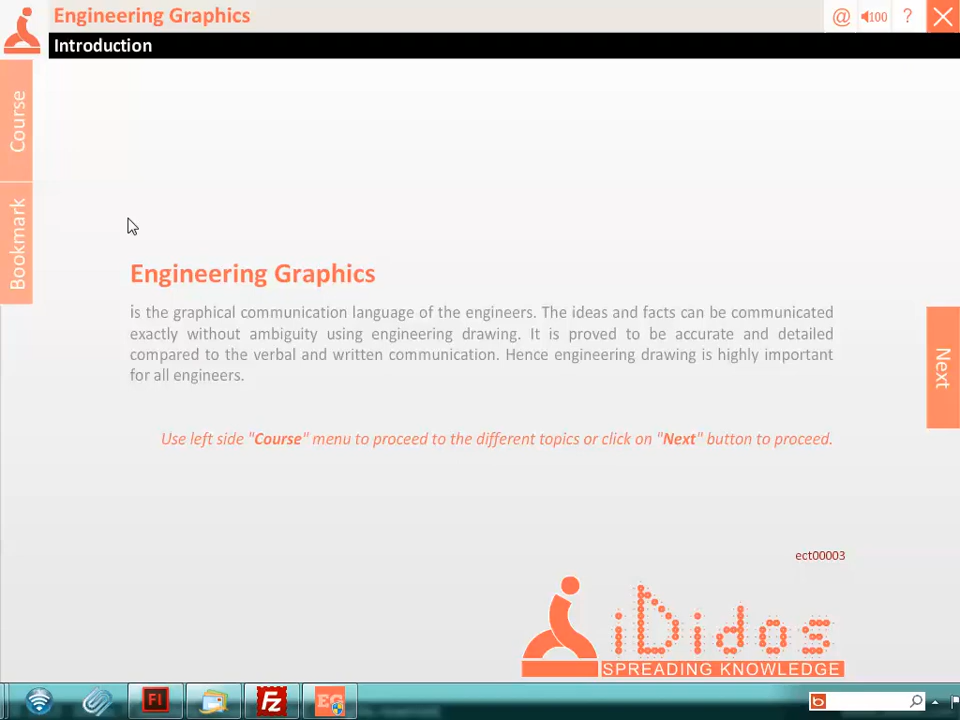 Engineering Graphics
@ 100 ?
Introduction
Course
Bookmark
Engineering Graphics
is the graphical communication language of the engineers. The ideas and facts can be communicated
exactly without ambiguity using engineering drawing. It is proved to be accurate and detailed
compared to the verbal and written communication. Hence engineering drawing is highly important
for all engineers.
Next
Use left side "Course" menu to proceed to the different topics or click on "Next" button to proceed.
ect00003
iDidas
SPREADING KNOWLEDGE
Fl
Fz
EG
b